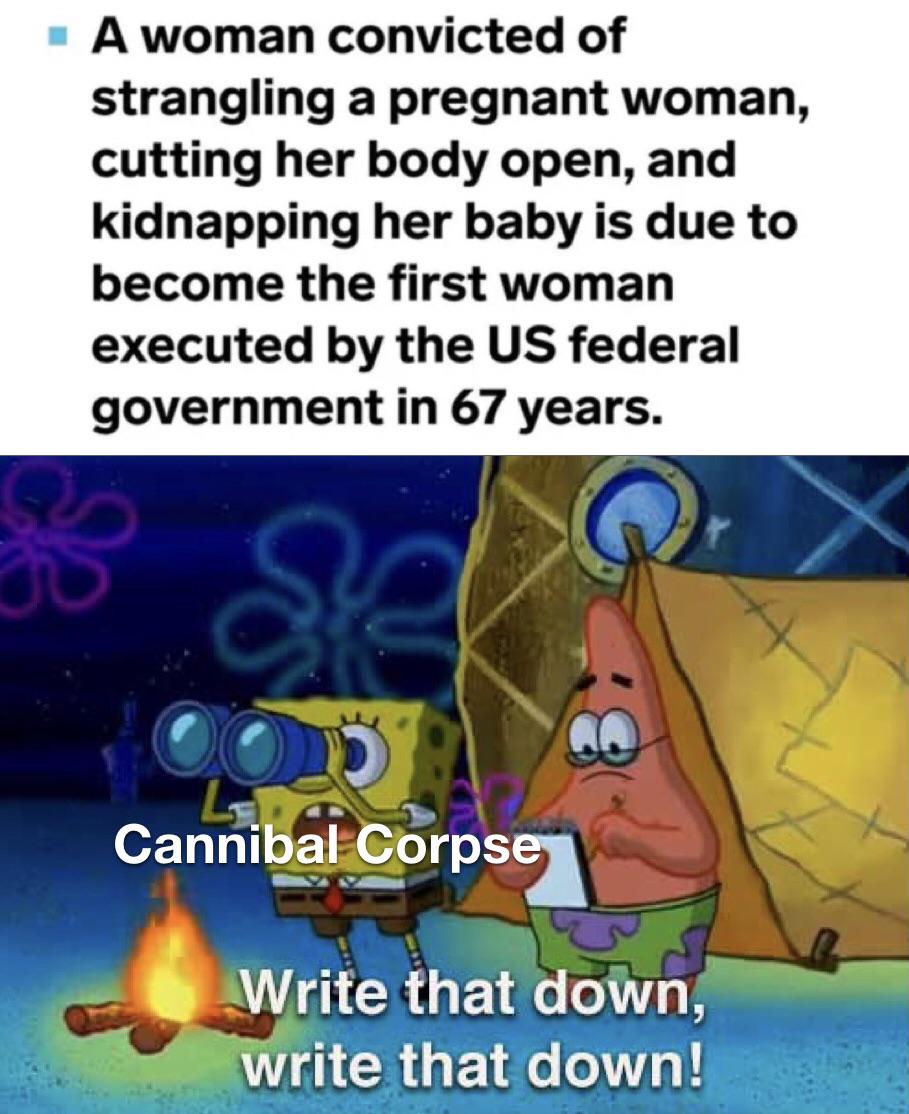 A woman convicted of
strangling a pregnant woman,
cutting her body open, and
kidnapping her baby is due to
become the first woman
executed by the US federal
government in 67 years.
Cannibal Corpse
Write that down,
write that down!